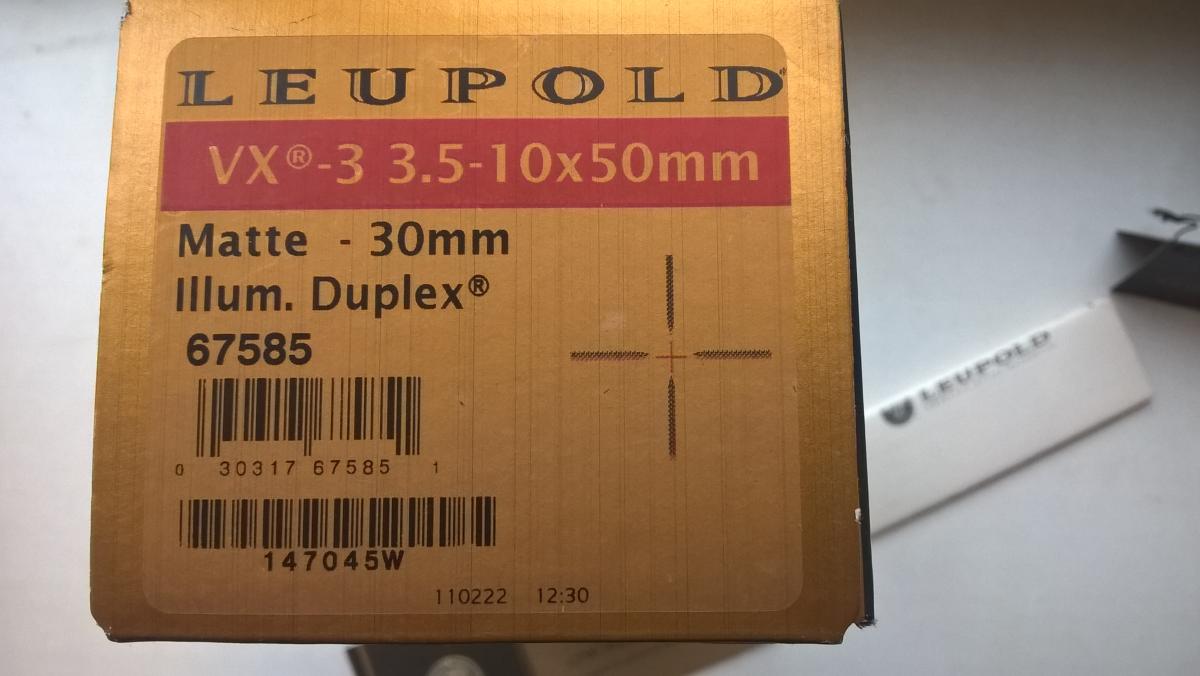 LEUPOLD®
VX®-3 3.5-10x50mm
Matte - 30mm
Illum. Duplex®
67585
0 30317 67585 1
147045W
110222 12:30
LEUPOLD